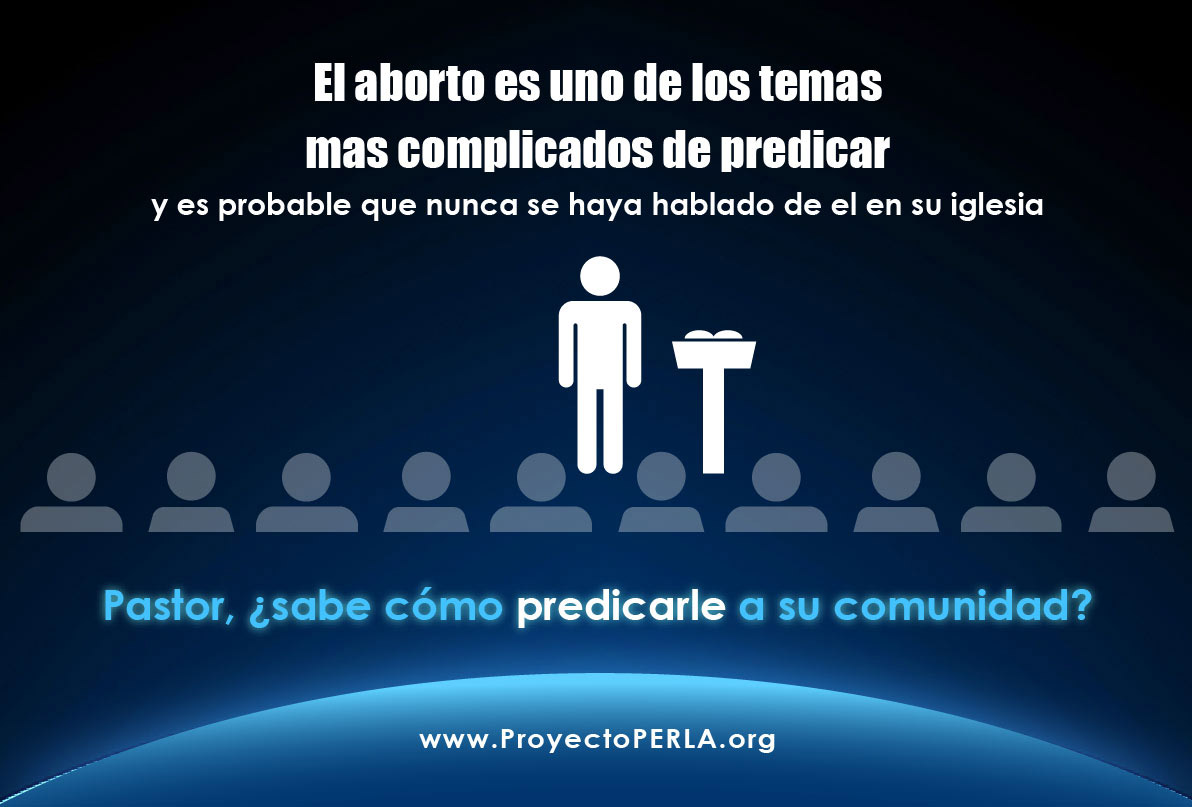 El aborto es uno de los temas
mas complicados de predicar
y es probable que nunca se haya hablado de el en su iglesia
Pastor, ¿sabe cómo predicarle a su comunidad?
www.ProyectoPERLA.org